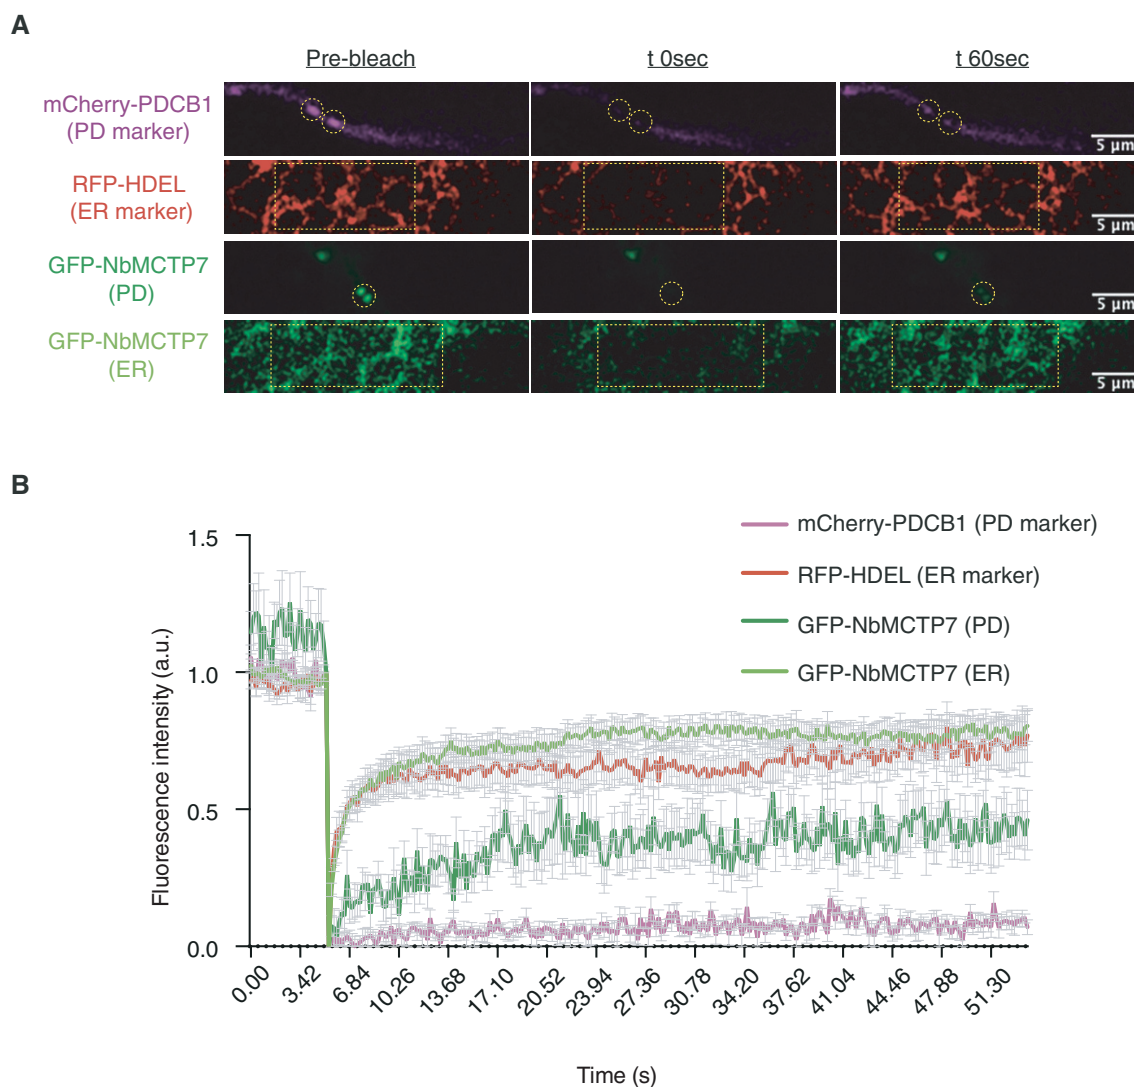 A
Pre-bleach t 0sec t 60sec
mCherry-PDCB1
(PD marker)
5 µm
RFP-HDEL
(ER marker)
5 µm
GFP-NbMCTP7
(PD)
5 µm
GFP-NbMCTP7
(ER)
5 µm
B
mCherry-PDCB1 (PD marker)
RFP-HDEL (ER marker)
GFP-NbMCTP7 (PD)
GFP-NbMCTP7 (ER)
Fluorescence intensity (a.u.)
1.5
1.0
0.5
0.0
0.00 3.42 6.84 10.26 13.68 17.10 20.52 23.94 27.36 30.78 34.20 37.62 41.04 44.46 47.88 51.30
Time (s)